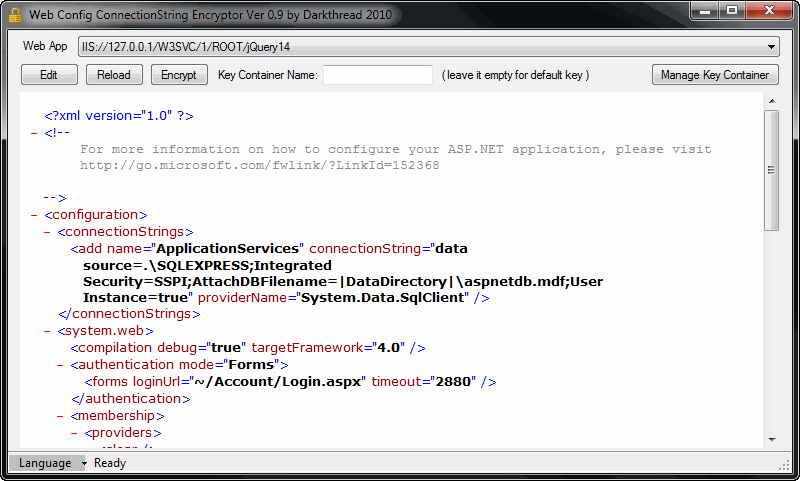 Web Config ConnectionString Encryptor Ver 0.9 by Darkthread 2010
Web App IIS://127.0.0.1/W3SVC/1/ROOT/jQuery14
Edit Reload Encrypt Key Container Name: ( leave it empty for default key ) Manage Key Container
<?xml version="1.0" ?>
- <!--
For more information on how to configure your ASP.NET application, please visit
http://go.microsoft.com/fwlink/?LinkId=152368
-->
- <configuration>
- <connectionStrings>
<add name="ApplicationServices" connectionString="data
source=.\SQLEXPRESS;Integrated
Security=SSPI;AttachDBFilename=|DataDirectory|\aspnetdb.mdf;User
Instance=true" providerName="System.Data.SqlClient" />
</connectionStrings>
- <system.web>
<compilation debug="true" targetFramework="4.0" />
- <authentication mode="Forms">
<forms loginUrl="~/Account/Login.aspx" timeout="2880" />
</authentication>
- <membership>
- <providers>
<clear />
Language Ready